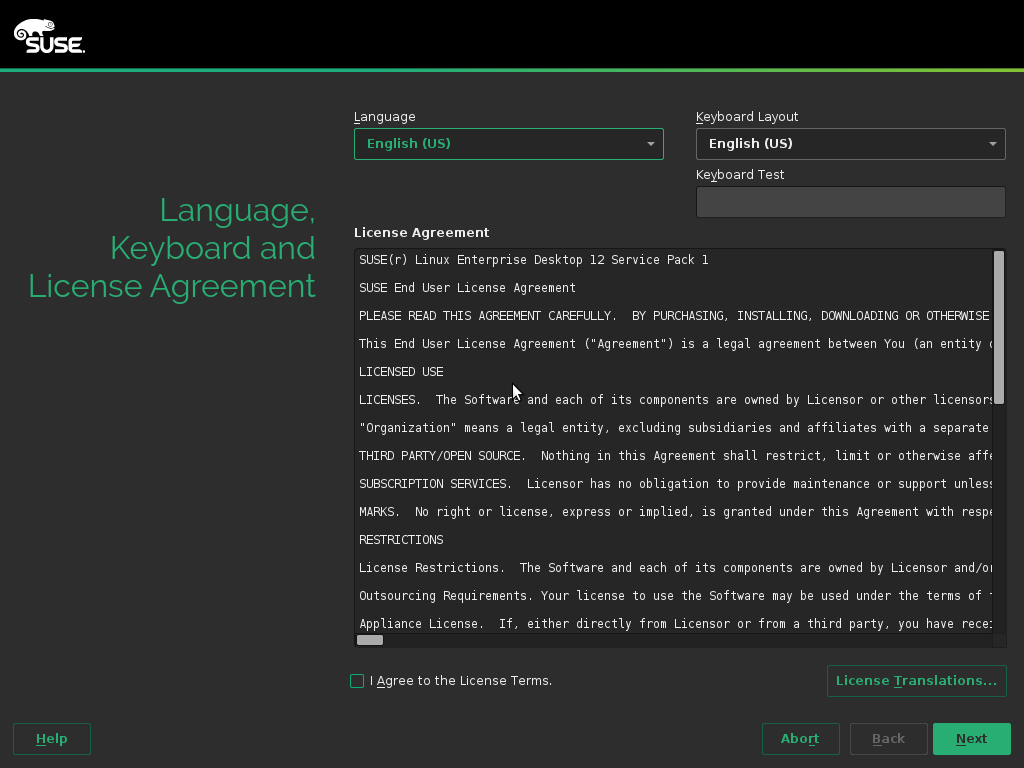 SUSE
Language
Keyboard Layout
English (US)
English (US)
Keyboard Test
Language,
Keyboard and
License Agreement
License Agreement
SUSE(r) Linux Enterprise Desktop 12 Service Pack 1
SUSE End User License Agreement
PLEASE READ THIS AGREEMENT CAREFULLY.  BY PURCHASING, INSTALLING, DOWNLOADING OR OTHERWISE
This End User License Agreement ("Agreement") is a legal agreement between You (an entity
LICENSED USE
LICENSES.  The Software and each of its components are owned by Licensor or other licensors
"Organization" means a legal entity, excluding subsidiaries and affiliates with a separate
THIRD PARTY/OPEN SOURCE.  Nothing in this Agreement shall restrict, limit or otherwise affe
SUBSCRIPTION SERVICES.  Licensor has no obligation to provide maintenance or support unless
MARKS.  No right or license, express or implied, is granted under this Agreement with respe
RESTRICTIONS
License Restrictions.  The Software and each of its components are owned by Licensor and/or
Outsourcing Requirements. Your license to use the Software may be used under the terms of
Appliance License.  If, either directly from Licensor or from a third party, you have recei
I Agree to the License Terms.
License Translations...
Help
Abort
Back
Next